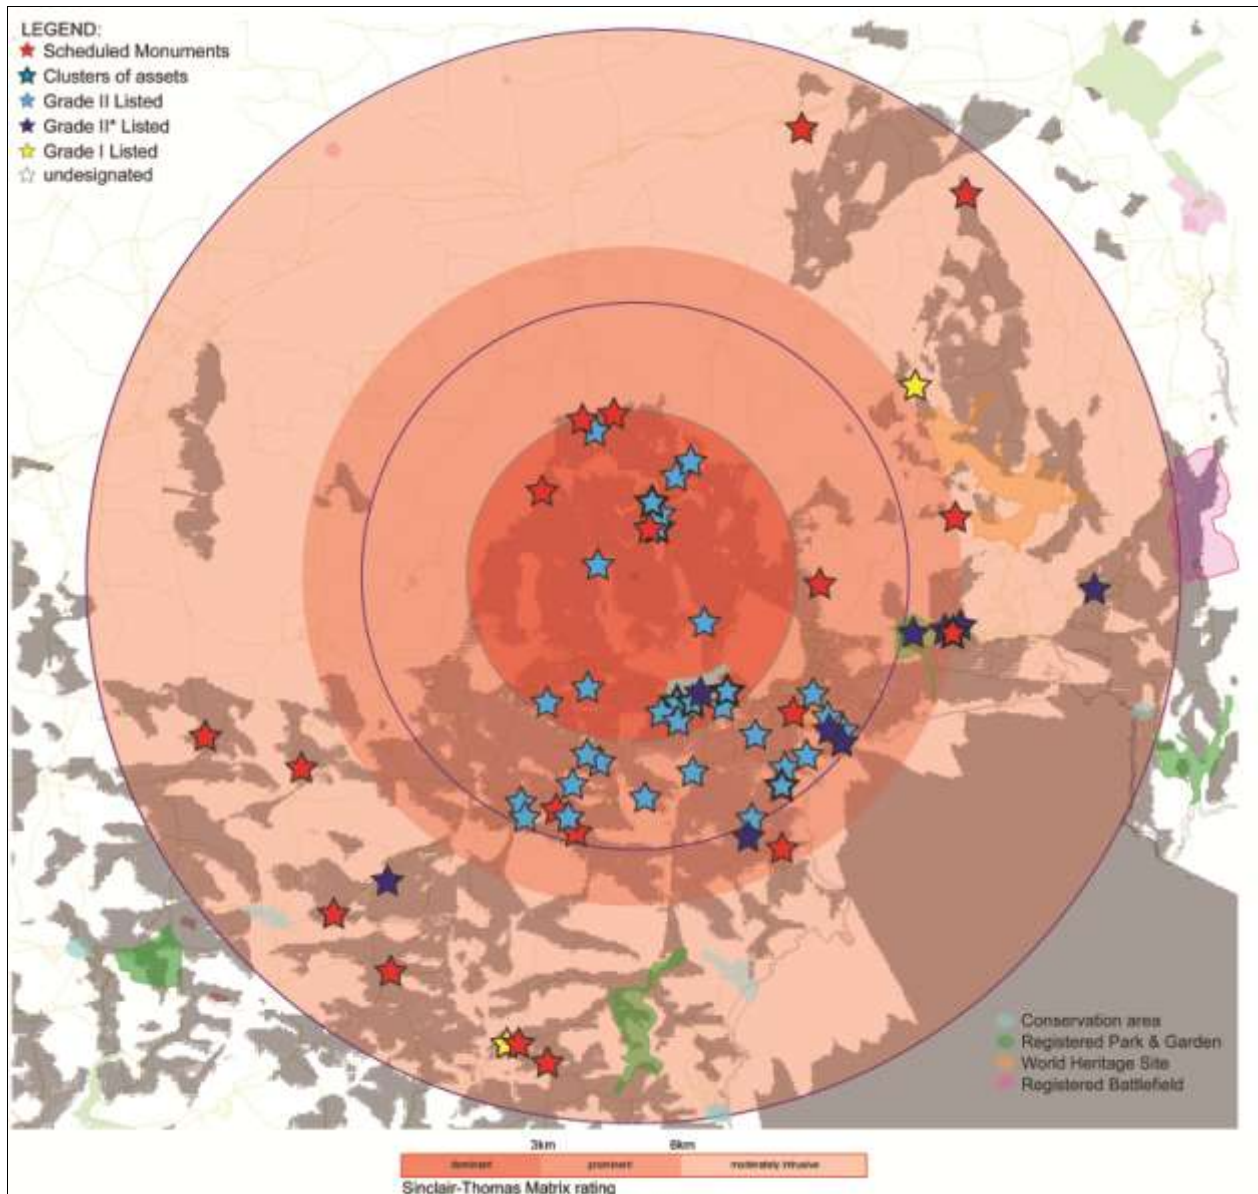 LEGEND:
Scheduled Monuments
Clusters of assets
Grade II Listed
Grade II* Listed
Grade I Listed
undesignated
Conservation area
Registered Park & Garden
World Heritage Site
Registered Battlefield
3km 6km
dominant prominent moderately intrusive
Sinclair-Thomas Matrix rating